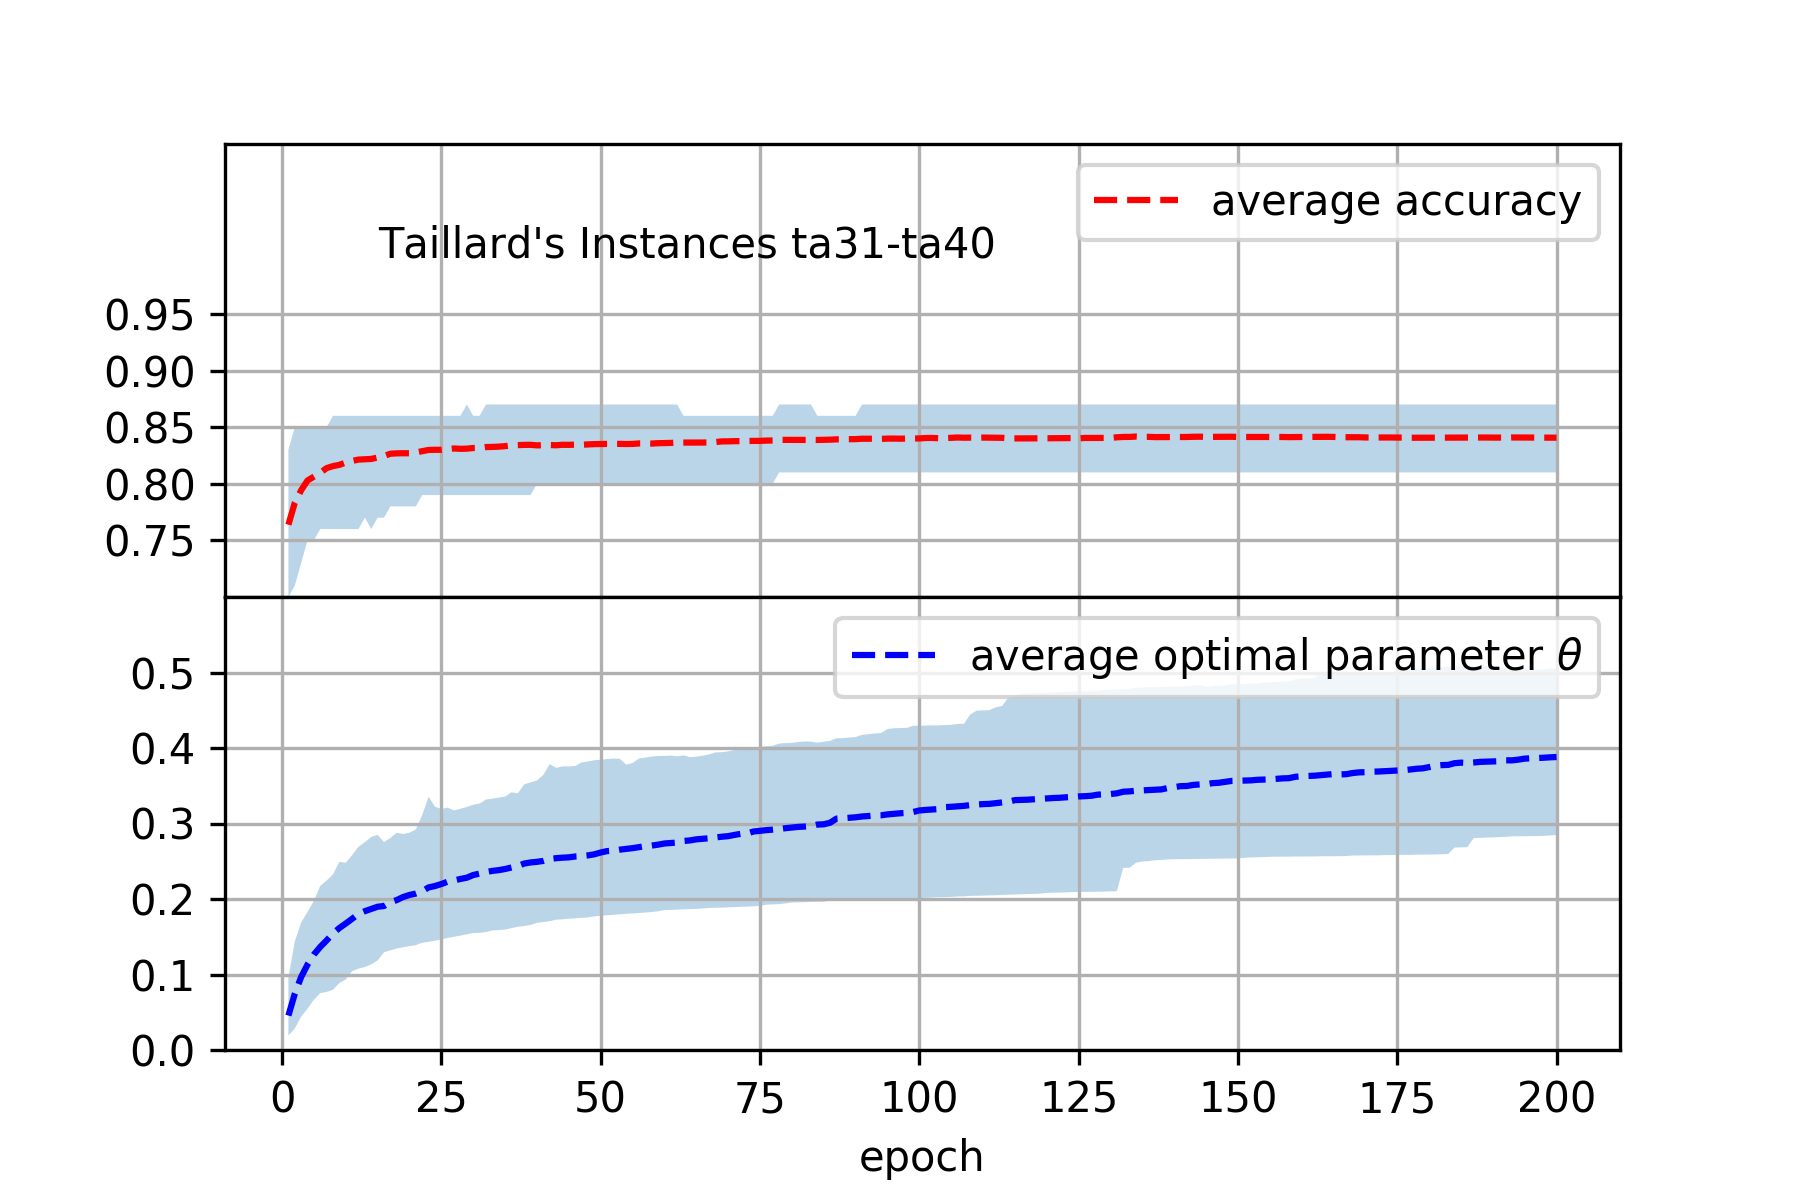 average accuracy
Taillard's Instances ta31-ta40
0.95
0.90
0.85
0.80
0.75
average optimal parameter θ
0.5
0.4
0.3
0.2
0.1
0.0
0 25 50 75 100 125 150 175 200
epoch